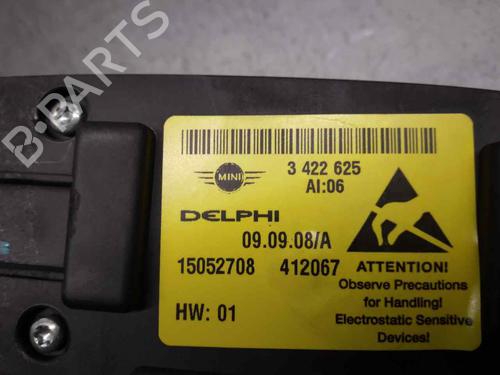 B-PARTS
3 422 625
MINI
AI:06
DELPHI
09.09.08/A
15052708 412067
ATTENTION!
Observe Precautions
for Handling!
HW: 01
Electrostatic Sensitive
Devices!